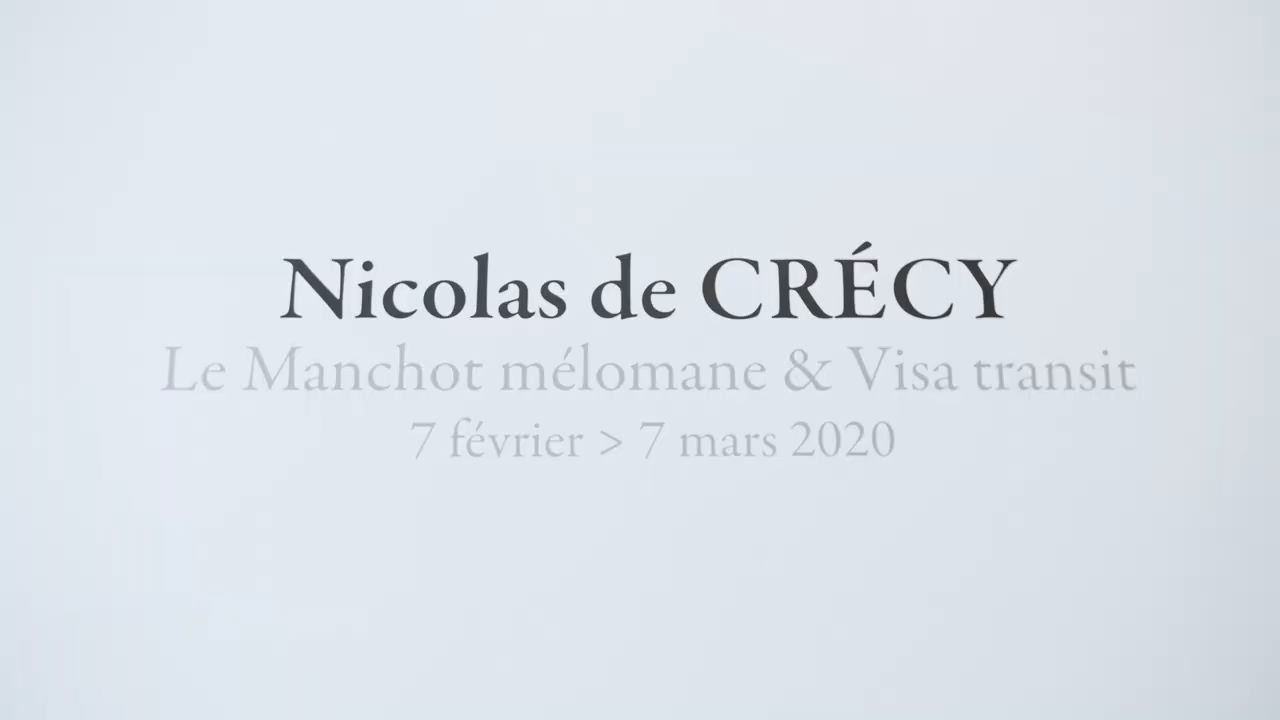 Nicolas de CRÉCY
Le Manchot mélomane & Visa transit
7 février > 7 mars 2020